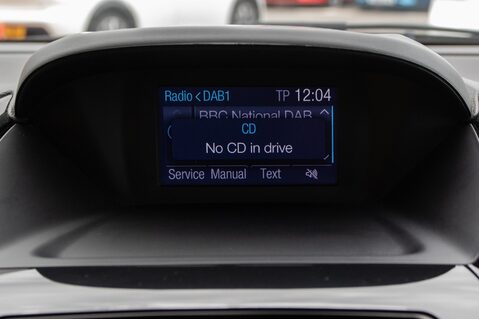 Radio < DAB1 TP 12:04
BBC National DAB
CD
No CD in drive
Service Manual Text